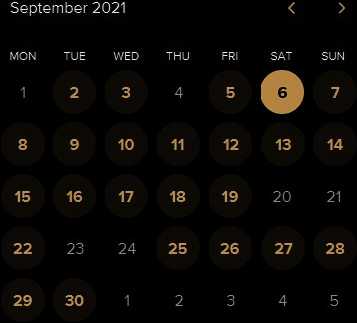 September 2021
MON TUE WED THU FRI SAT SUN
1 2 3 4 5 6 7
8 9 10 11 12 13 14
15 16 17 18 19 20 21
22 23 24 25 26 27 28
29 30 1 2 3 4 5